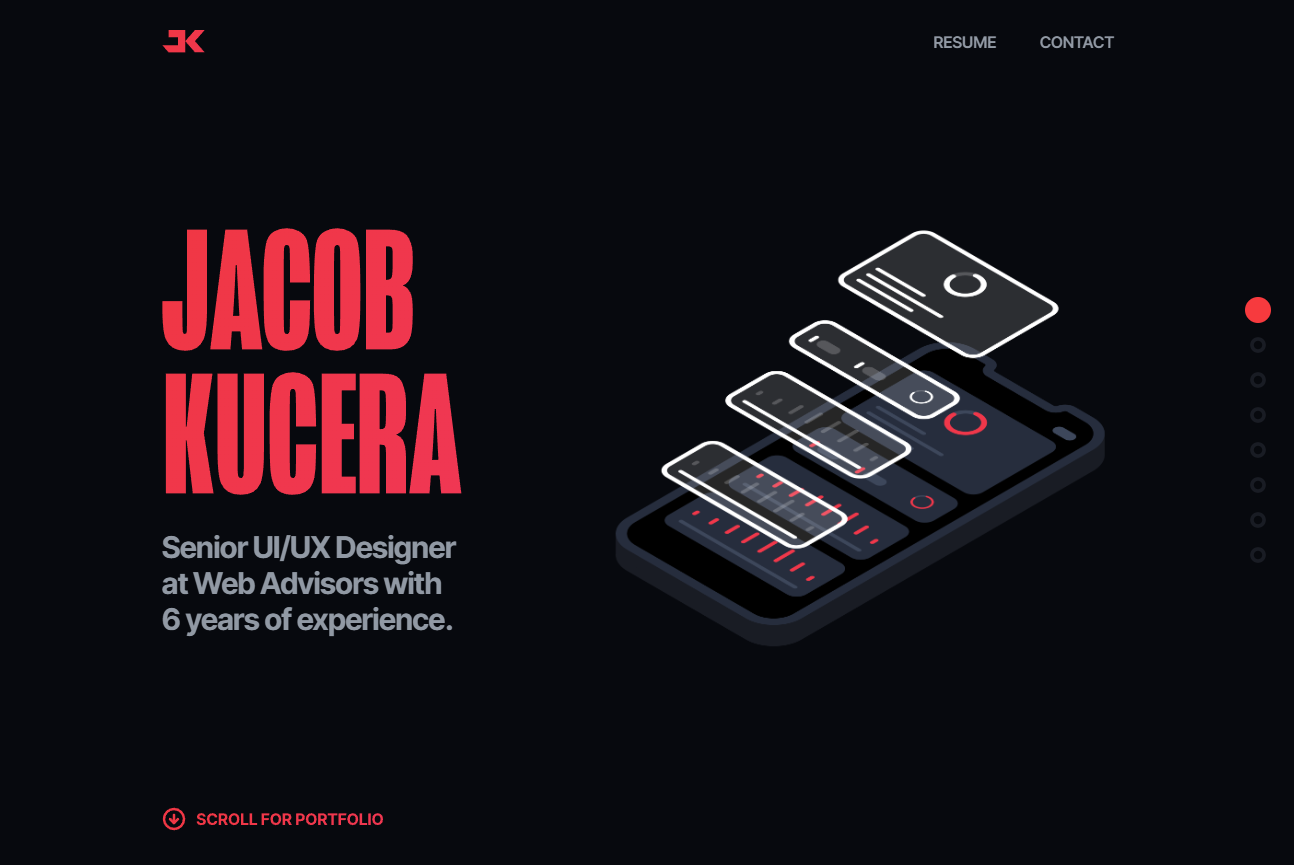 JK
RESUME CONTACT
JACOB
KUCERA
Senior UI/UX Designer
at Web Advisors with
6 years of experience.
SCROLL FOR PORTFOLIO